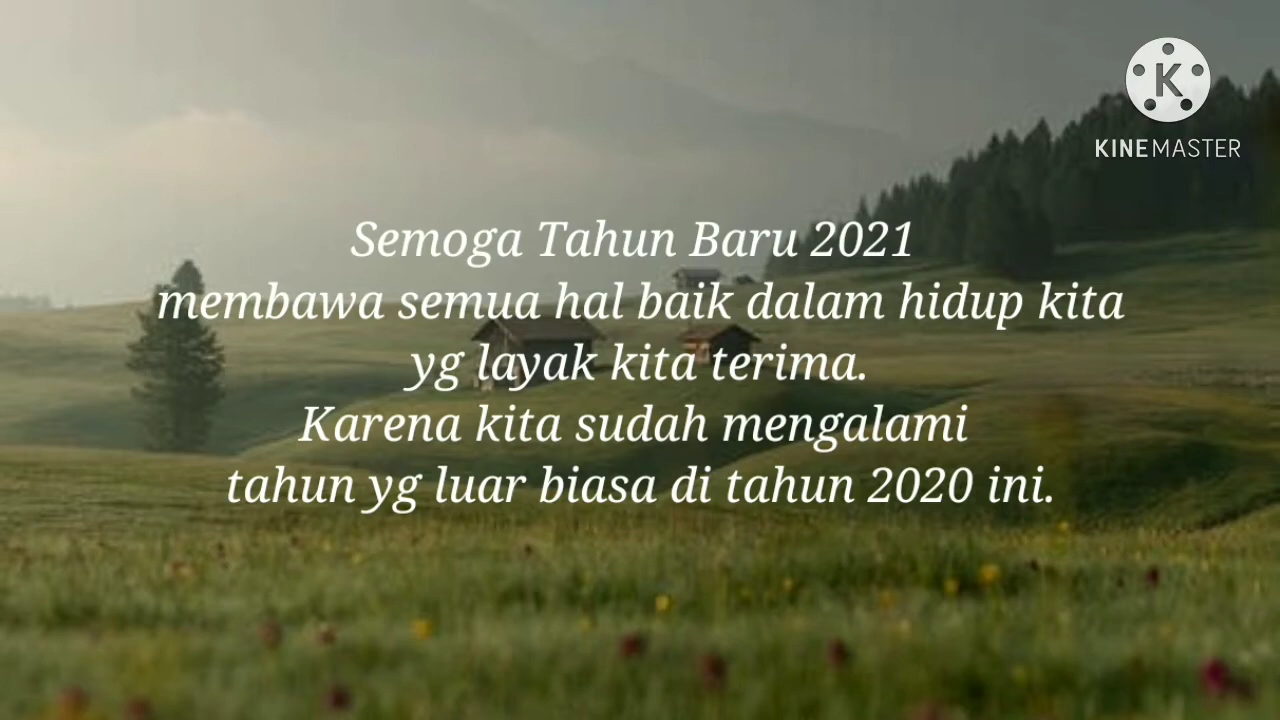 K
KINEMASTER
Semoga Tahun Baru 2021
membawa semua hal baik dalam hidup kita
yg layak kita terima.
Karena kita sudah mengalami
tahun yg luar biasa di tahun 2020 ini.